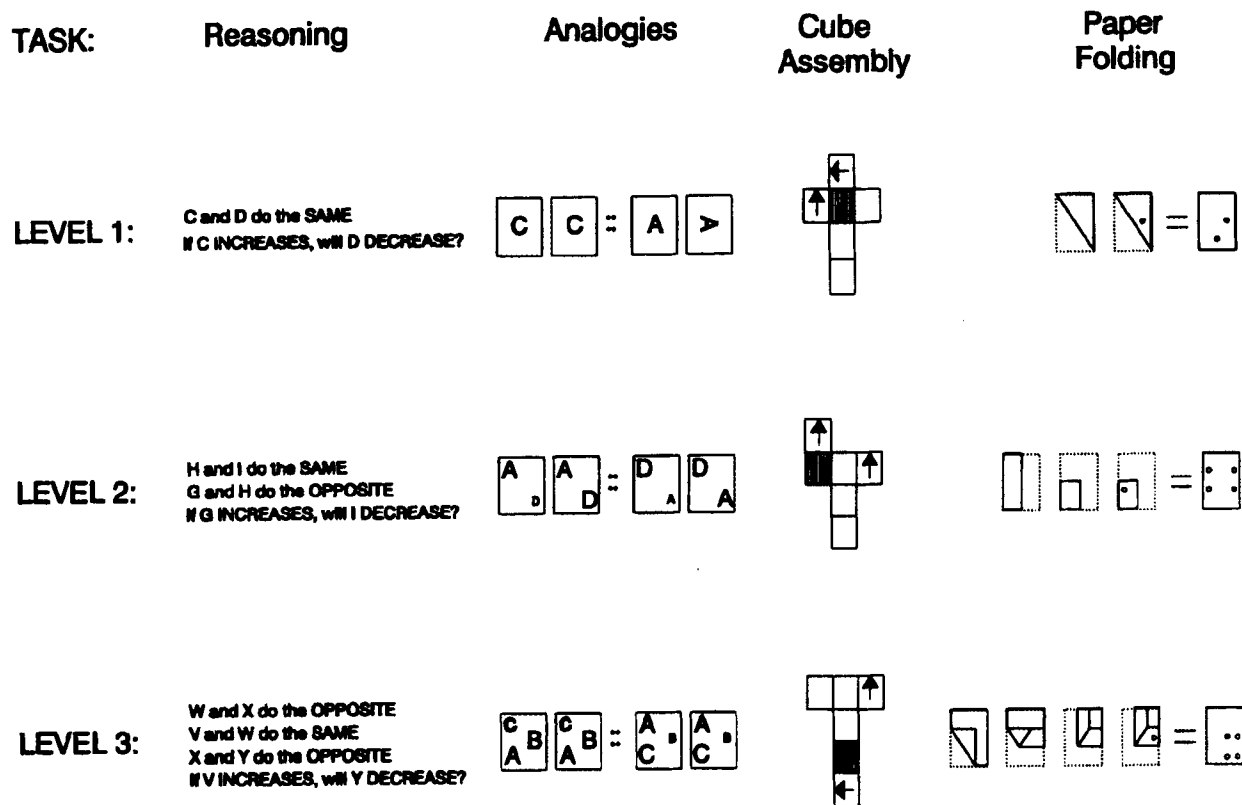 TASK: Reasoning Analogies Cube Assembly Paper Folding
LEVEL 1:
C and D do the SAME
If C INCREASES, will D DECREASE?
C C :: A A
LEVEL 2:
H and I do the SAME
G and H do the OPPOSITE
If G INCREASES, will I DECREASE?
A D A D :: D A D A
LEVEL 3:
W and X do the OPPOSITE
V and W do the SAME
X and Y do the OPPOSITE
If V INCREASES, will Y DECREASE?
C B A C B A :: A B C A B C